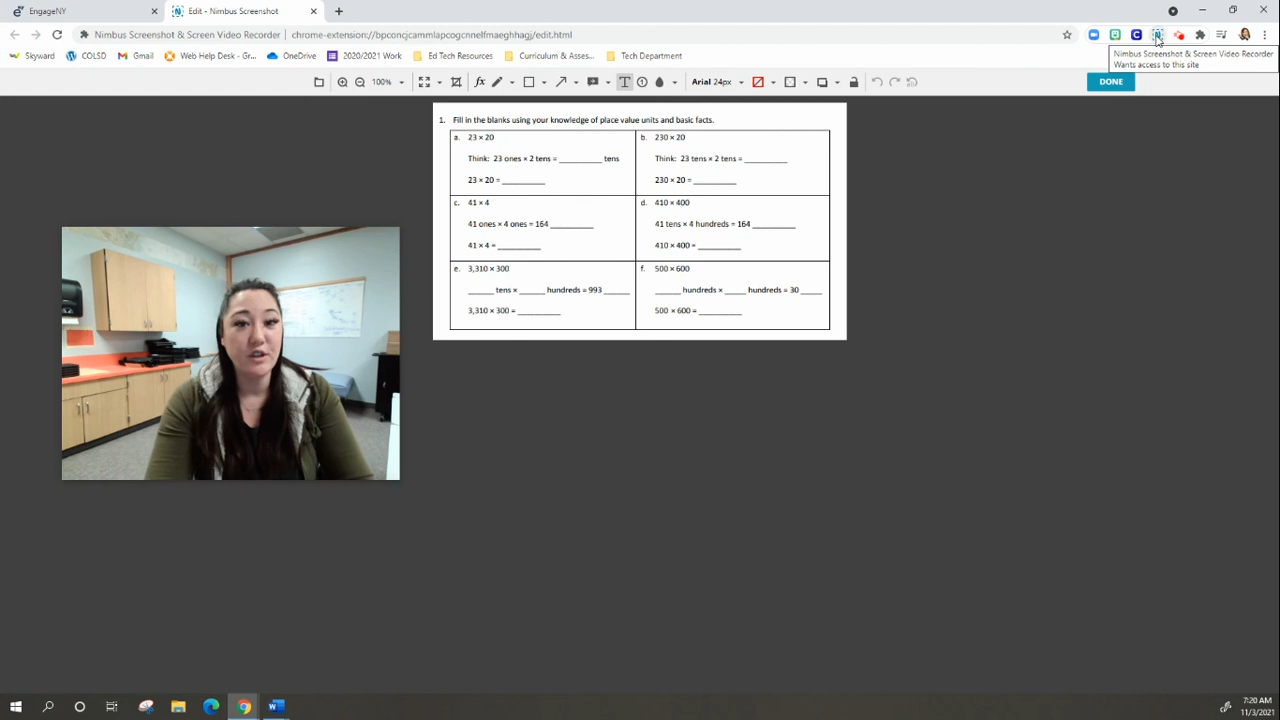 EngageNY
Edit - Nimbus Screenshot
Nimbus Screenshot & Screen Video Recorder | chrome-extension://bpconcjcammlapcogcnnelfmaeghhagj/edit.html
Skyward COLSD Gmail Web Help Desk - Gr... OneDrive 2020/2021 Work Ed Tech Resources Curriculum & Asses... Tech Department
Nimbus Screenshot & Screen Video Recorder
Wants access to this site
100% fx T Arial 24px DONE
1. Fill in the blanks using your knowledge of place value units and basic facts.
a. 23 × 20
Think: 23 ones × 2 tens = __________ tens
23 × 20 = __________
b. 230 × 20
Think: 23 tens × 2 tens = __________
230 × 20 = __________
c. 41 × 4
41 ones × 4 ones = 164 __________
41 × 4 = __________
d. 410 × 400
41 tens × 4 hundreds = 164 __________
410 × 400 = __________
e. 3,310 × 300
______ tens × ______ hundreds = 993 ______
3,310 × 300 = __________
f. 500 × 600
______ hundreds × _____ hundreds = 30 _____
500 × 600 = __________
7:20 AM
11/3/2021